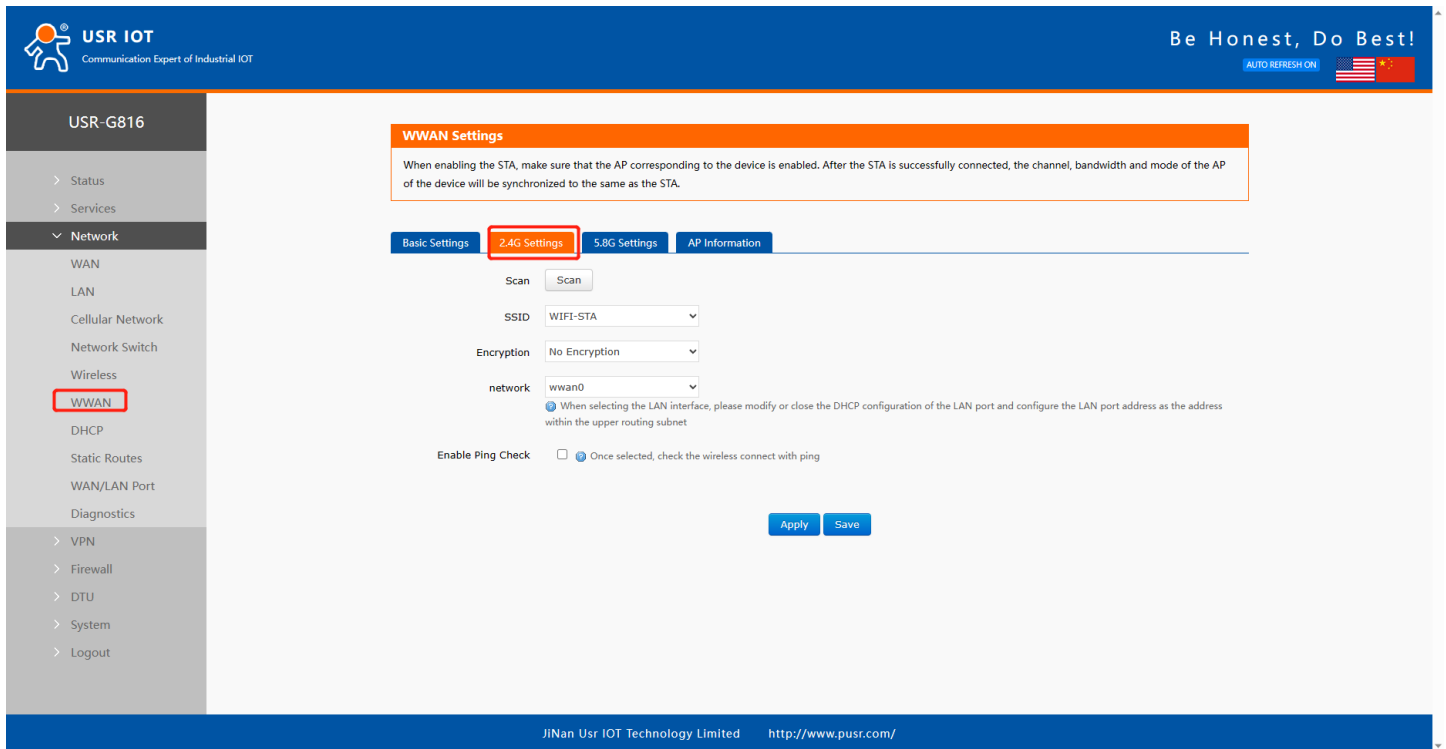 USR IOT
Communication Expert of Industrial IOT
Be Honest, Do Best!
AUTO REFRESH ON
USR-G816
Status
Services
Network
WAN
LAN
Cellular Network
Network Switch
Wireless
WWAN
DHCP
Static Routes
WAN/LAN Port
Diagnostics
VPN
Firewall
DTU
System
Logout
WWAN Settings
When enabling the STA, make sure that the AP corresponding to the device is enabled. After the STA is successfully connected, the channel, bandwidth and mode of the AP
of the device will be synchronized to the same as the STA.
Basic Settings 2.4G Settings 5.8G Settings AP Information
Scan Scan
SSID WIFI-STA
Encryption No Encryption
network wwan0
When selecting the LAN interface, please modify or close the DHCP configuration of the LAN port and configure the LAN port address as the address
within the upper routing subnet
Enable Ping Check Once selected, check the wireless connect with ping
Apply Save
JiNan Usr IOT Technology Limited http://www.pusr.com/